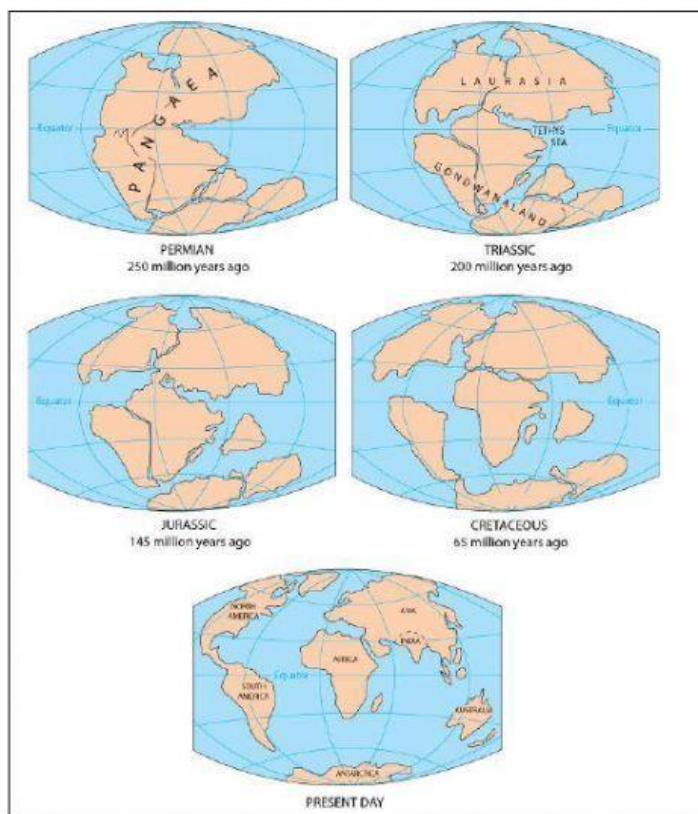 PANGAEA
Equator
PERMIAN
250 million years ago
LAURASIA
TETHYS
SEA
Equator
GONDWANALAND
TRIASSIC
200 million years ago
Equator
JURASSIC
145 million years ago
Equator
CRETACEOUS
65 million years ago
NORTH
AMERICA
ASIA
INDIA
AFRICA
Equator
SOUTH
AMERICA
AUSTRALIA
ANTARCTICA
PRESENT DAY